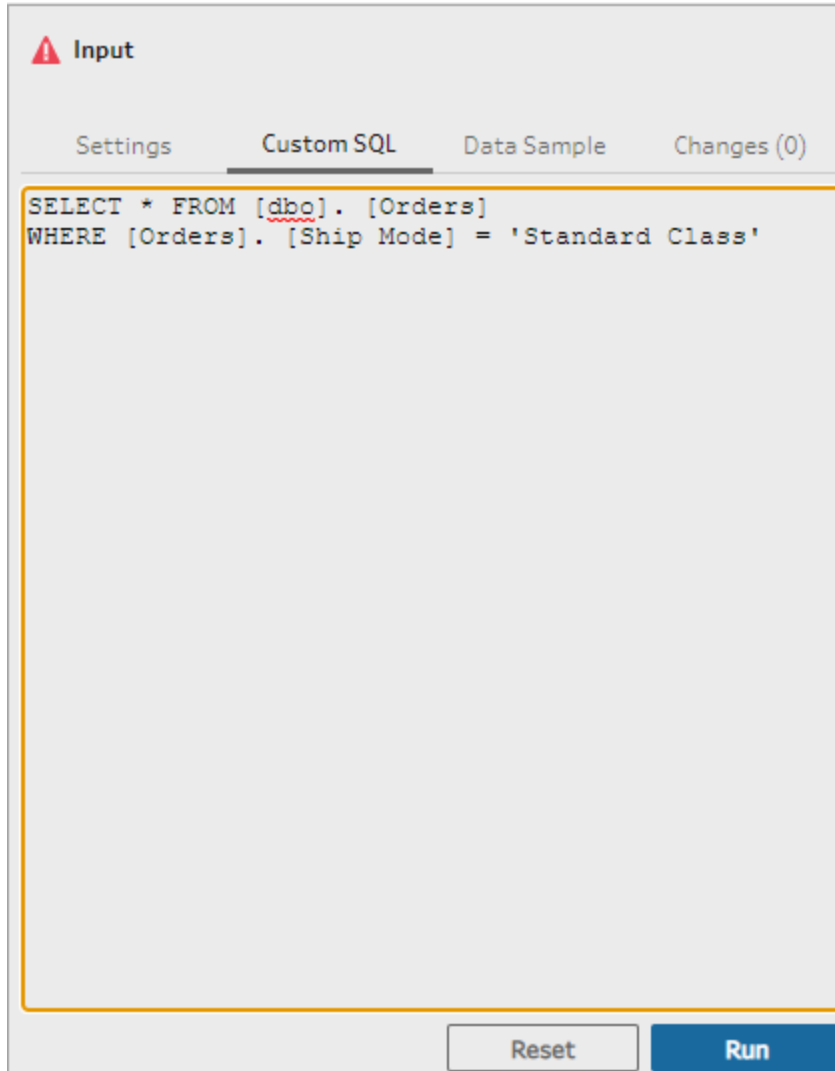 Input
Settings Custom SQL Data Sample Changes (0)
SELECT * FROM [dbo]. [Orders]
WHERE [Orders]. [Ship Mode] = 'Standard Class'
Reset Run